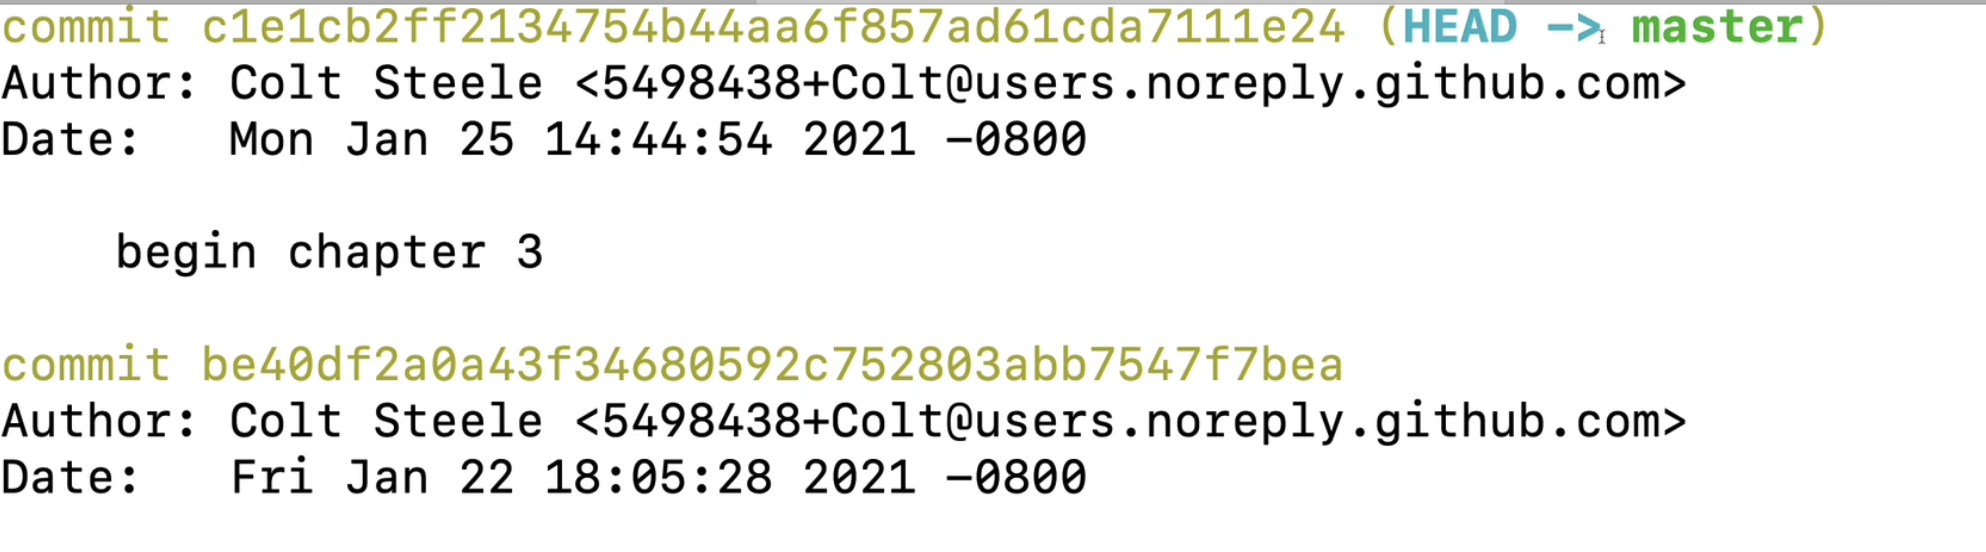 commit c1e1cb2ff2134754b44aa6f857ad61cda7111e24 (HEAD -> master)
Author: Colt Steele <5498438+Colt@users.noreply.github.com>
Date:   Mon Jan 25 14:44:54 2021 -0800
begin chapter 3
commit be40df2a0a43f34680592c752803abb7547f7bea
Author: Colt Steele <5498438+Colt@users.noreply.github.com>
Date:   Fri Jan 22 18:05:28 2021 -0800